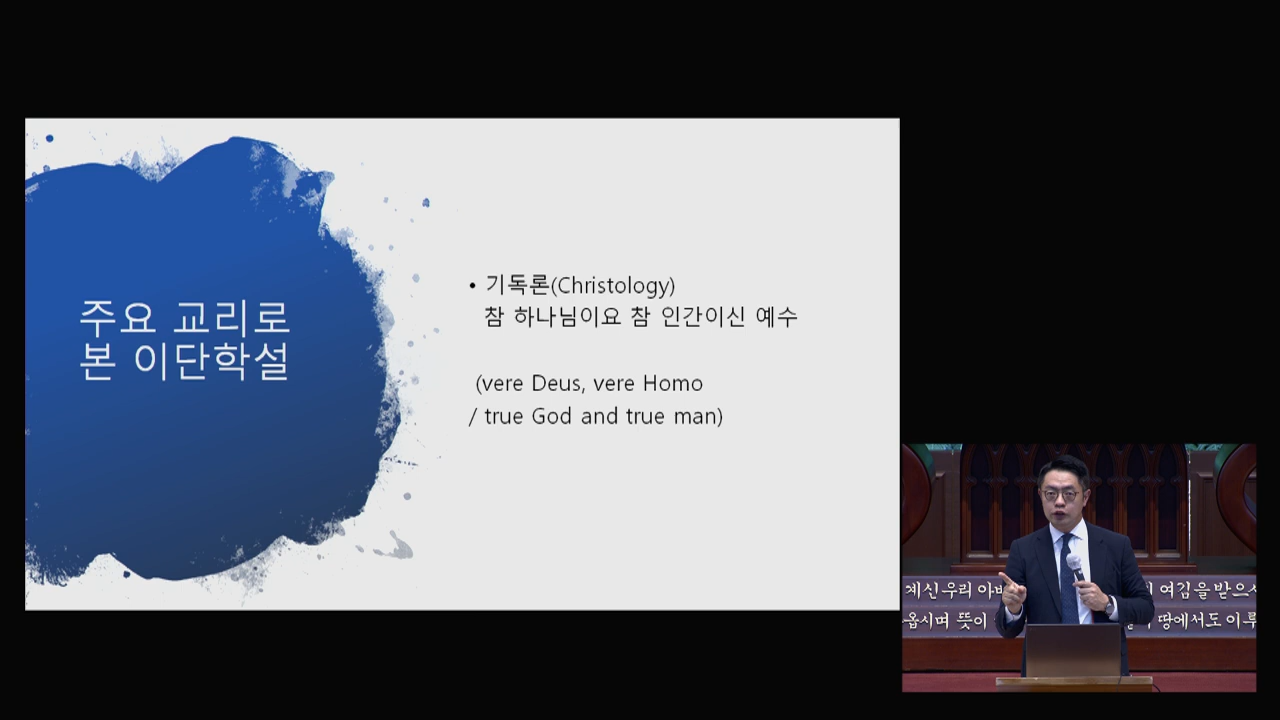 주요 교리로
본 이단학설
• 기독론(Christology)
참 하나님이요 참 인간이신 예수
(vere Deus, vere Homo
/ true God and true man)
계신 우리 아버 여김을 받으시
옵시며 뜻이 땅에서도 이루